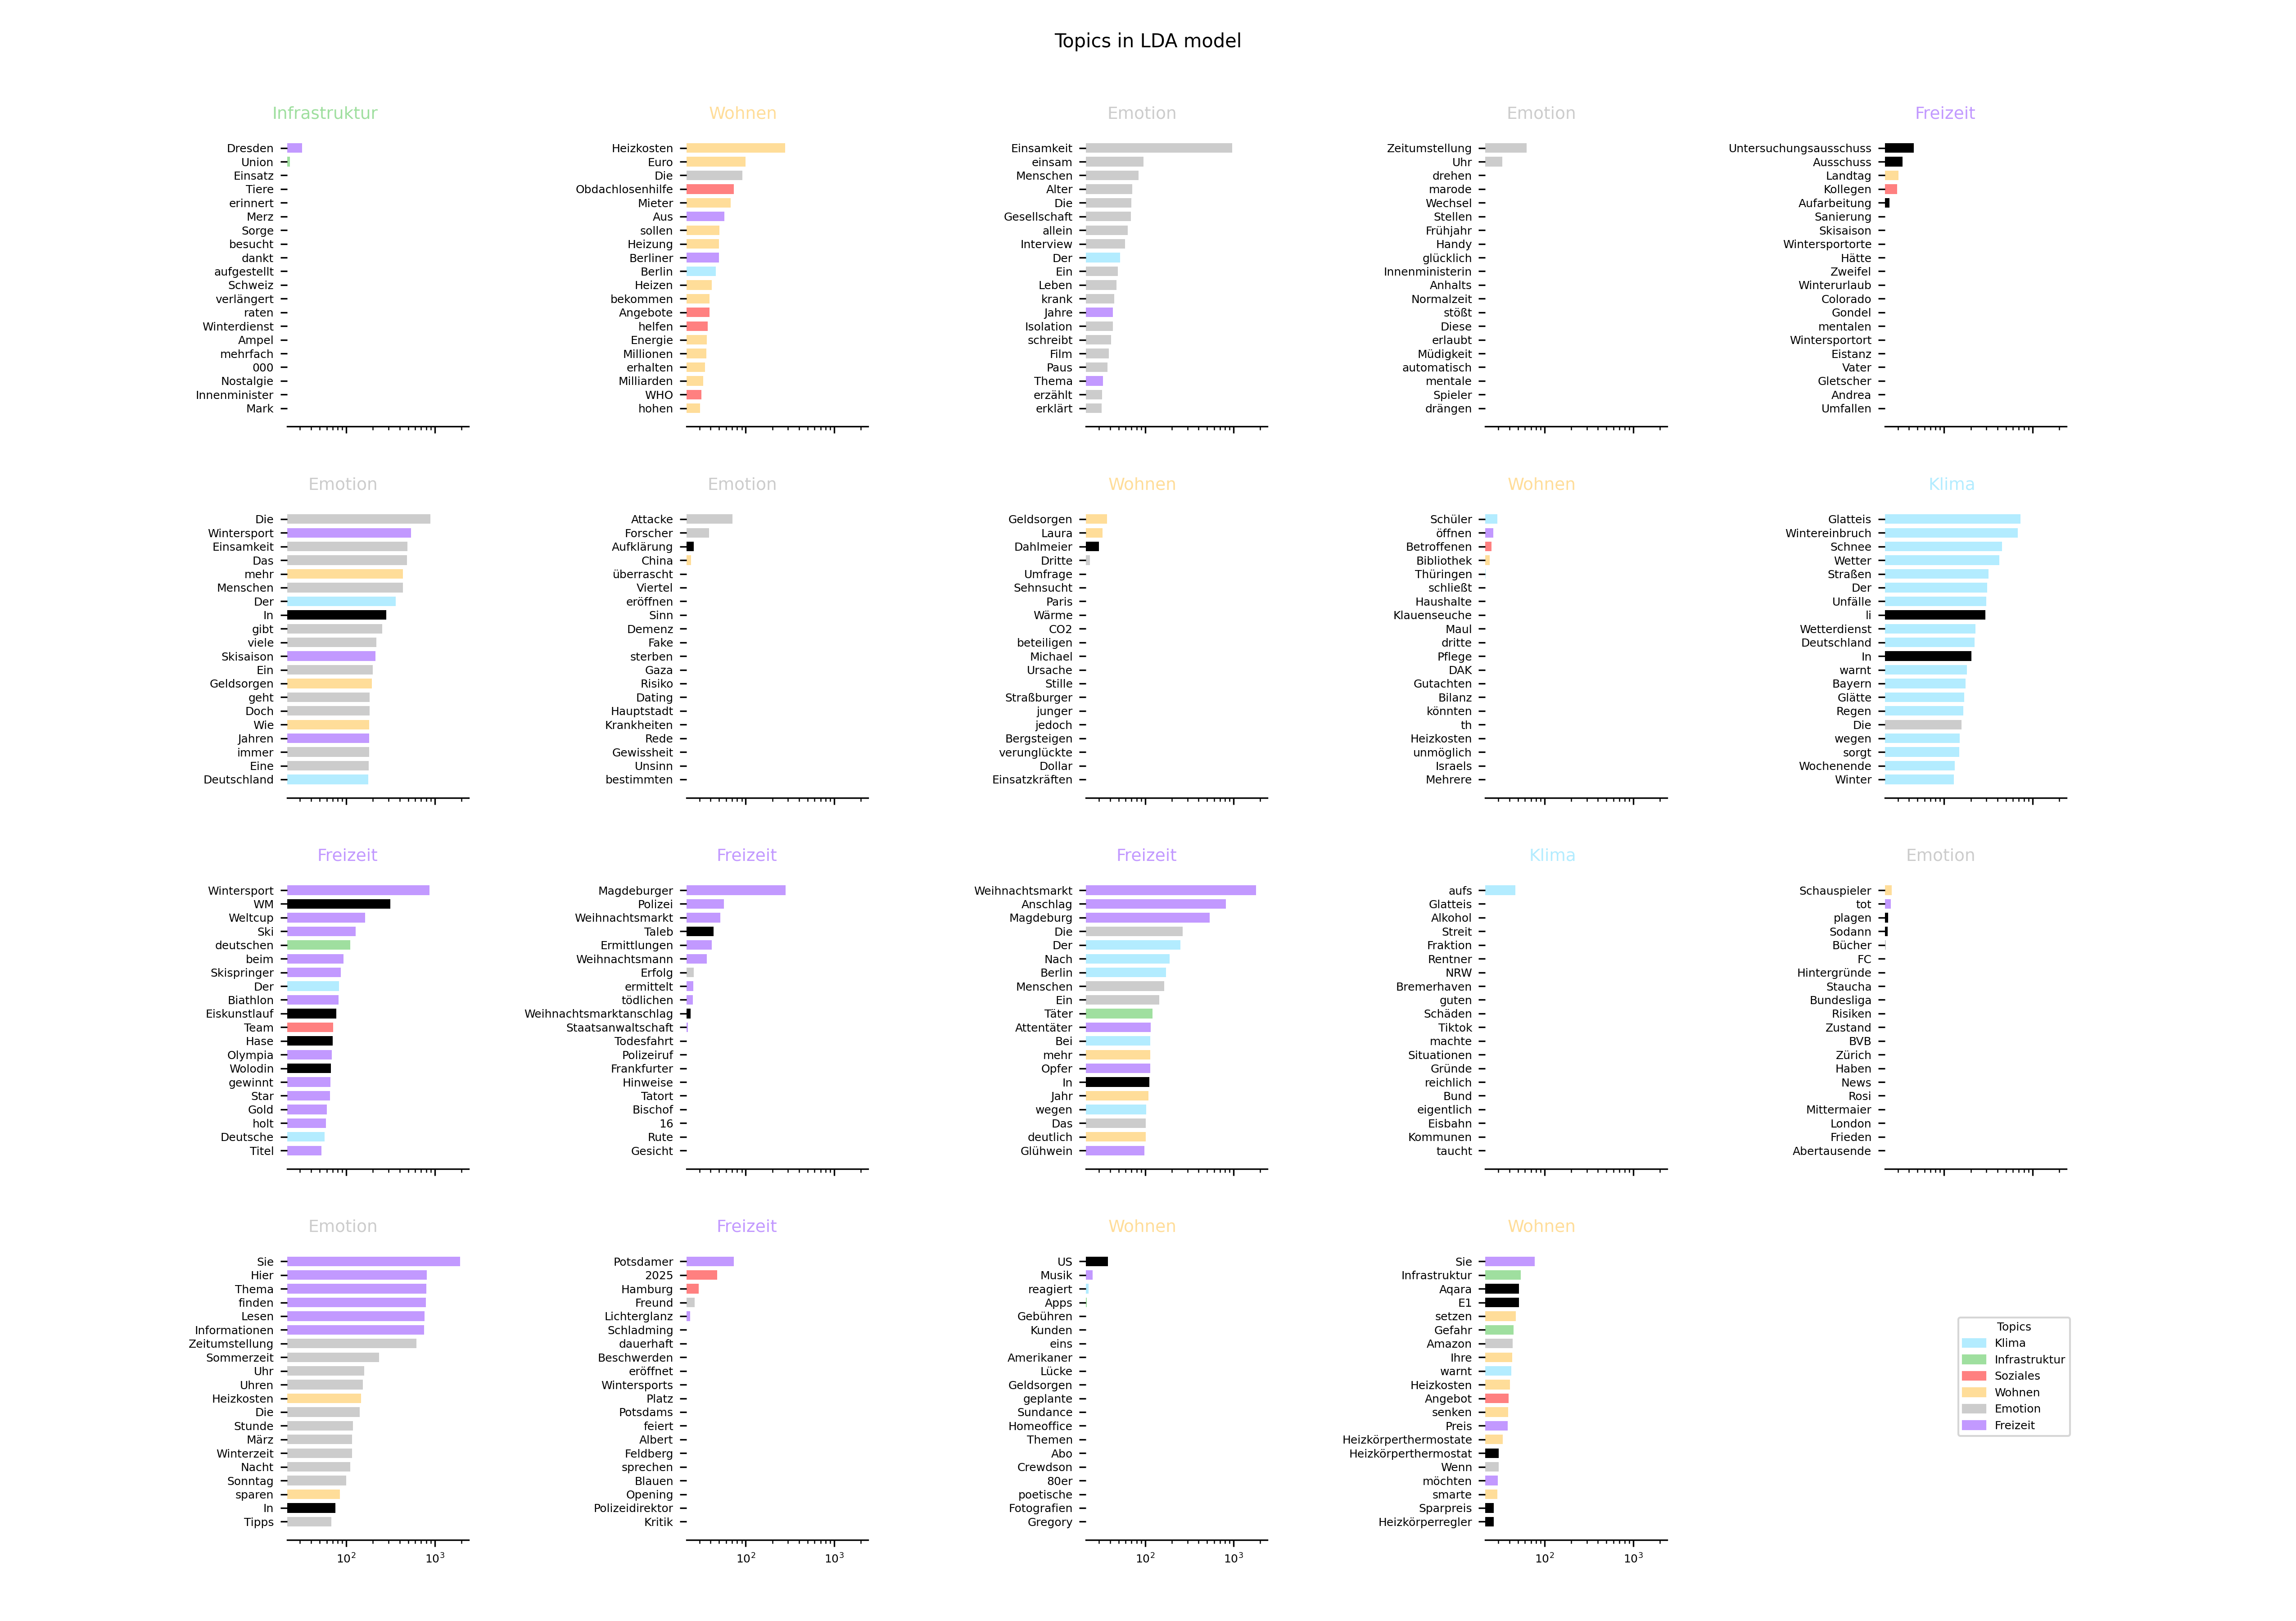 Topics in LDA model
Infrastruktur
Dresden
Union
Einsatz
Tiere
erinnert
Merz
Sorge
besucht
dankt
aufgestellt
Schweiz
verlängert
raten
Winterdienst
Ampel
mehrfach
000
Nostalgie
Innenminister
Mark
Wohnen
Heizkosten
Euro
Die
Obdachlosenhilfe
Mieter
Aus
sollen
Heizung
Berliner
Berlin
Heizen
bekommen
Angebote
helfen
Energie
Millionen
erhalten
Milliarden
WHO
hohen
Emotion
Einsamkeit
einsam
Menschen
Alter
Die
Gesellschaft
allein
Interview
Der
Ein
Leben
krank
Jahre
Isolation
schreibt
Film
Paus
Thema
erzählt
erklärt
Emotion
Zeitumstellung
Uhr
drehen
marode
Wechsel
Stellen
Frühjahr
Handy
glücklich
Innenministerin
Anhalts
Normalzeit
stößt
Diese
erlaubt
Müdigkeit
automatisch
mentale
Spieler
drängen
Freizeit
Untersuchungsausschuss
Ausschuss
Landtag
Kollegen
Aufarbeitung
Sanierung
Skisaison
Wintersportorte
Hätte
Zweifel
Winterurlaub
Colorado
Gondel
mentalen
Wintersportort
Eistanz
Vater
Gletscher
Andrea
Umfallen
Emotion
Die
Wintersport
Einsamkeit
Das
mehr
Menschen
Der
In
gibt
viele
Skisaison
Ein
Geldsorgen
geht
Doch
Wie
Jahren
immer
Eine
Deutschland
Emotion
Attacke
Forscher
Aufklärung
China
überrascht
Viertel
eröffnen
Sinn
Demenz
Fake
sterben
Gaza
Risiko
Dating
Hauptstadt
Krankheiten
Rede
Gewissheit
Unsinn
bestimmten
Wohnen
Geldsorgen
Laura
Dahlmeier
Dritte
Umfrage
Sehnsucht
Paris
Wärme
CO2
beteiligen
Michael
Ursache
Stille
Straßburger
junger
jedoch
Bergsteigen
verunglückte
Dollar
Einsatzkräften
Wohnen
Schüler
öffnen
Betroffenen
Bibliothek
Thüringen
schließt
Haushalte
Klauenseuche
Maul
dritte
Pflege
DAK
Gutachten
Bilanz
könnten
th
Heizkosten
unmöglich
Israels
Mehrere
Klima
Glatteis
Wintereinbruch
Schnee
Wetter
Straßen
Der
Unfälle
li
Wetterdienst
Deutschland
In
warnt
Bayern
Glätte
Regen
Die
wegen
sorgt
Wochenende
Winter
Freizeit
Wintersport
WM
Weltcup
Ski
deutschen
beim
Skispringer
Der
Biathlon
Eiskunstlauf
Team
Hase
Olympia
Wolodin
gewinnt
Star
Gold
holt
Deutsche
Titel
Freizeit
Magdeburger
Polizei
Weihnachtsmarkt
Taleb
Ermittlungen
Weihnachtsmann
Erfolg
ermittelt
tödlichen
Weihnachtsmarktanschlag
Staatsanwaltschaft
Todesfahrt
Polizeiruf
Frankfurter
Hinweise
Tatort
Bischof
16
Rute
Gesicht
Freizeit
Weihnachtsmarkt
Anschlag
Magdeburg
Die
Der
Nach
Berlin
Menschen
Ein
Täter
Attentäter
Bei
mehr
Opfer
In
Jahr
wegen
Das
deutlich
Glühwein
Klima
aufs
Glatteis
Alkohol
Streit
Fraktion
Rentner
NRW
Bremerhaven
guten
Schäden
Tiktok
machte
Situationen
Gründe
reichlich
Bund
eigentlich
Eisbahn
Kommunen
taucht
Emotion
Schauspieler
tot
plagen
Sodann
Bücher
FC
Hintergründe
Staucha
Bundesliga
Risiken
Zustand
BVB
Zürich
Haben
News
Rosi
Mittermaier
London
Frieden
Abertausende
Emotion
Sie
Hier
Thema
finden
Lesen
Informationen
Zeitumstellung
Sommerzeit
Uhr
Uhren
Heizkosten
Die
Stunde
März
Winterzeit
Nacht
Sonntag
sparen
In
Tipps
10² 10³
Freizeit
Potsdamer
2025
Hamburg
Freund
Lichterglanz
Schladming
dauerhaft
Beschwerden
eröffnet
Wintersports
Platz
Potsdams
feiert
Albert
Feldberg
sprechen
Blauen
Opening
Polizeidirektor
Kritik
10² 10³
Wohnen
US
Musik
reagiert
Apps
Gebühren
Kunden
eins
Amerikaner
Lücke
Geldsorgen
geplante
Sundance
Homeoffice
Themen
Abo
Crewdson
80er
poetische
Fotografien
Gregory
10² 10³
Wohnen
Sie
Infrastruktur
Aqara
E1
setzen
Gefahr
Amazon
Ihre
warnt
Heizkosten
Angebot
senken
Preis
Heizkörperthermostate
Heizkörperthermostat
Wenn
möchten
smarte
Sparpreis
Heizkörperregler
10² 10³
Topics
Klima
Infrastruktur
Soziales
Wohnen
Emotion
Freizeit